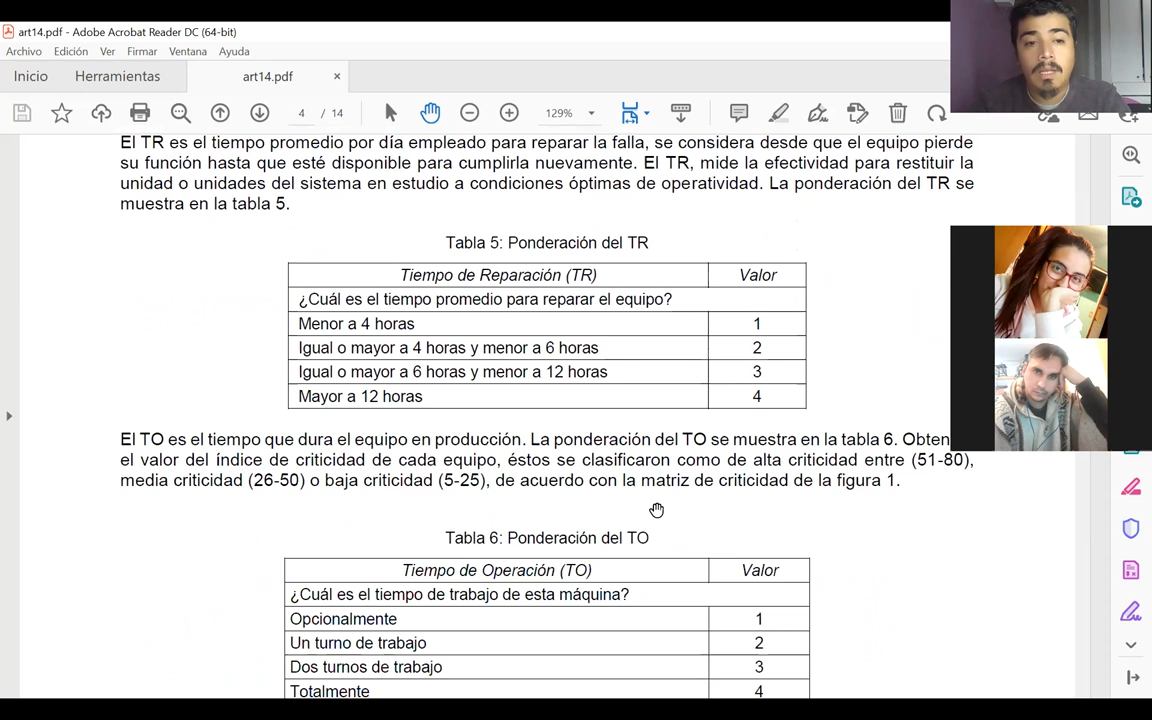 art14.pdf - Adobe Acrobat Reader DC (64-bit)
Archivo Edición Ver Firmar Ventana Ayuda
Inicio Herramientas art14.pdf ×
4 / 14 129%
El TR es el tiempo promedio por día empleado para reparar la falla, se considera desde que el equipo pierde
su función hasta que esté disponible para cumplirla nuevamente. El TR, mide la efectividad para restituir la
unidad o unidades del sistema en estudio a condiciones óptimas de operatividad. La ponderación del TR se
muestra en la tabla 5.
Tabla 5: Ponderación del TR
Tiempo de Reparación (TR) Valor
¿Cuál es el tiempo promedio para reparar el equipo?
Menor a 4 horas 1
Igual o mayor a 4 horas y menor a 6 horas 2
Igual o mayor a 6 horas y menor a 12 horas 3
Mayor a 12 horas 4
El TO es el tiempo que dura el equipo en producción. La ponderación del TO se muestra en la tabla 6.
el valor del índice de criticidad de cada equipo, éstos se clasificaron como de alta criticidad entre (51-80),
media criticidad (26-50) o baja criticidad (5-25), de acuerdo con la matriz de criticidad de la figura 1.
Tabla 6: Ponderación del TO
Tiempo de Operación (TO) Valor
¿Cuál es el tiempo de trabajo de esta máquina?
Opcionalmente 1
Un turno de trabajo 2
Dos turnos de trabajo 3
Totalmente 4